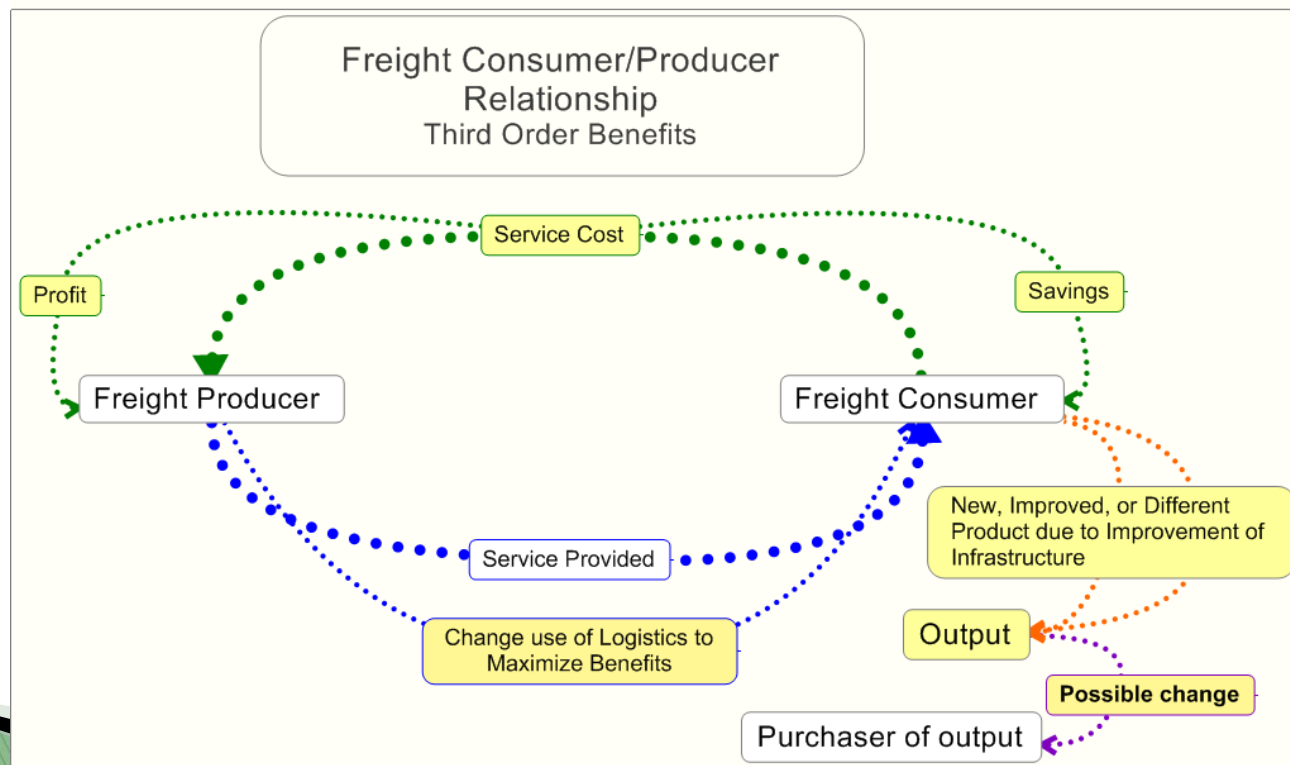 Freight Consumer/Producer
Relationship
Third Order Benefits
Service Cost
Profit
Savings
Freight Producer
Freight Consumer
New, Improved, or Different
Product due to Improvement of
Infrastructure
Service Provided
Output
Change use of Logistics to
Maximize Benefits
Possible change
Purchaser of output